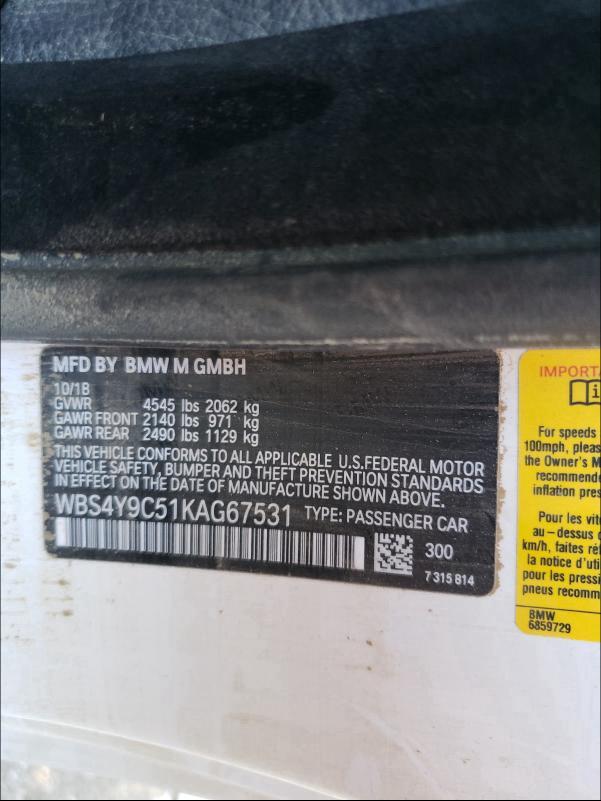 MFD BY BMW M GMBH
10/18
GVWR 4545 lbs 2062 kg
GAWR FRONT 2140 lbs 971 kg
GAWR REAR 2490 lbs 1129 kg
THIS VEHICLE CONFORMS TO ALL APPLICABLE U.S.FEDERAL MOTOR
VEHICLE SAFETY, BUMPER AND THEFT PREVENTION STANDARDS
IN EFFECT ON THE DATE OF MANUFACTURE SHOWN ABOVE.
WBS4Y9C51KAG67531 TYPE: PASSENGER CAR
300
7 315 814
For speeds
100mph, please
the Owner's
recommende
inflation pres
Pour les vit
au-dessus d
km/h, faites réf
la notice d'uti
pour les pressi
pneus recomm
BMW
6859729